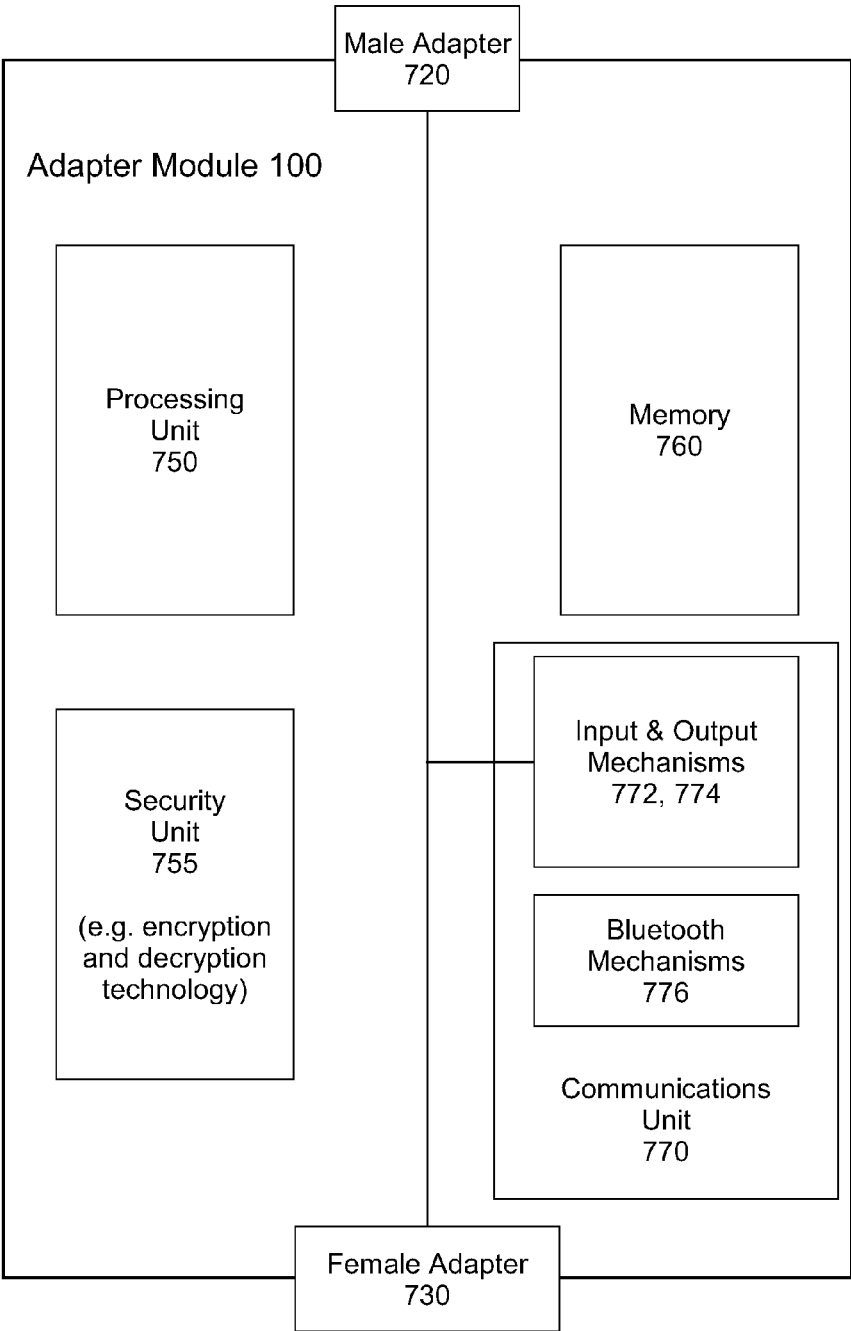 Male Adapter
720
Adapter Module 100
Processing
Unit
750
Memory
760
Security
Unit
755
(e.g. encryption
and decryption
technology)
Input & Output
Mechanisms
772, 774
Bluetooth
Mechanisms
776
Communications
Unit
770
Female Adapter
730